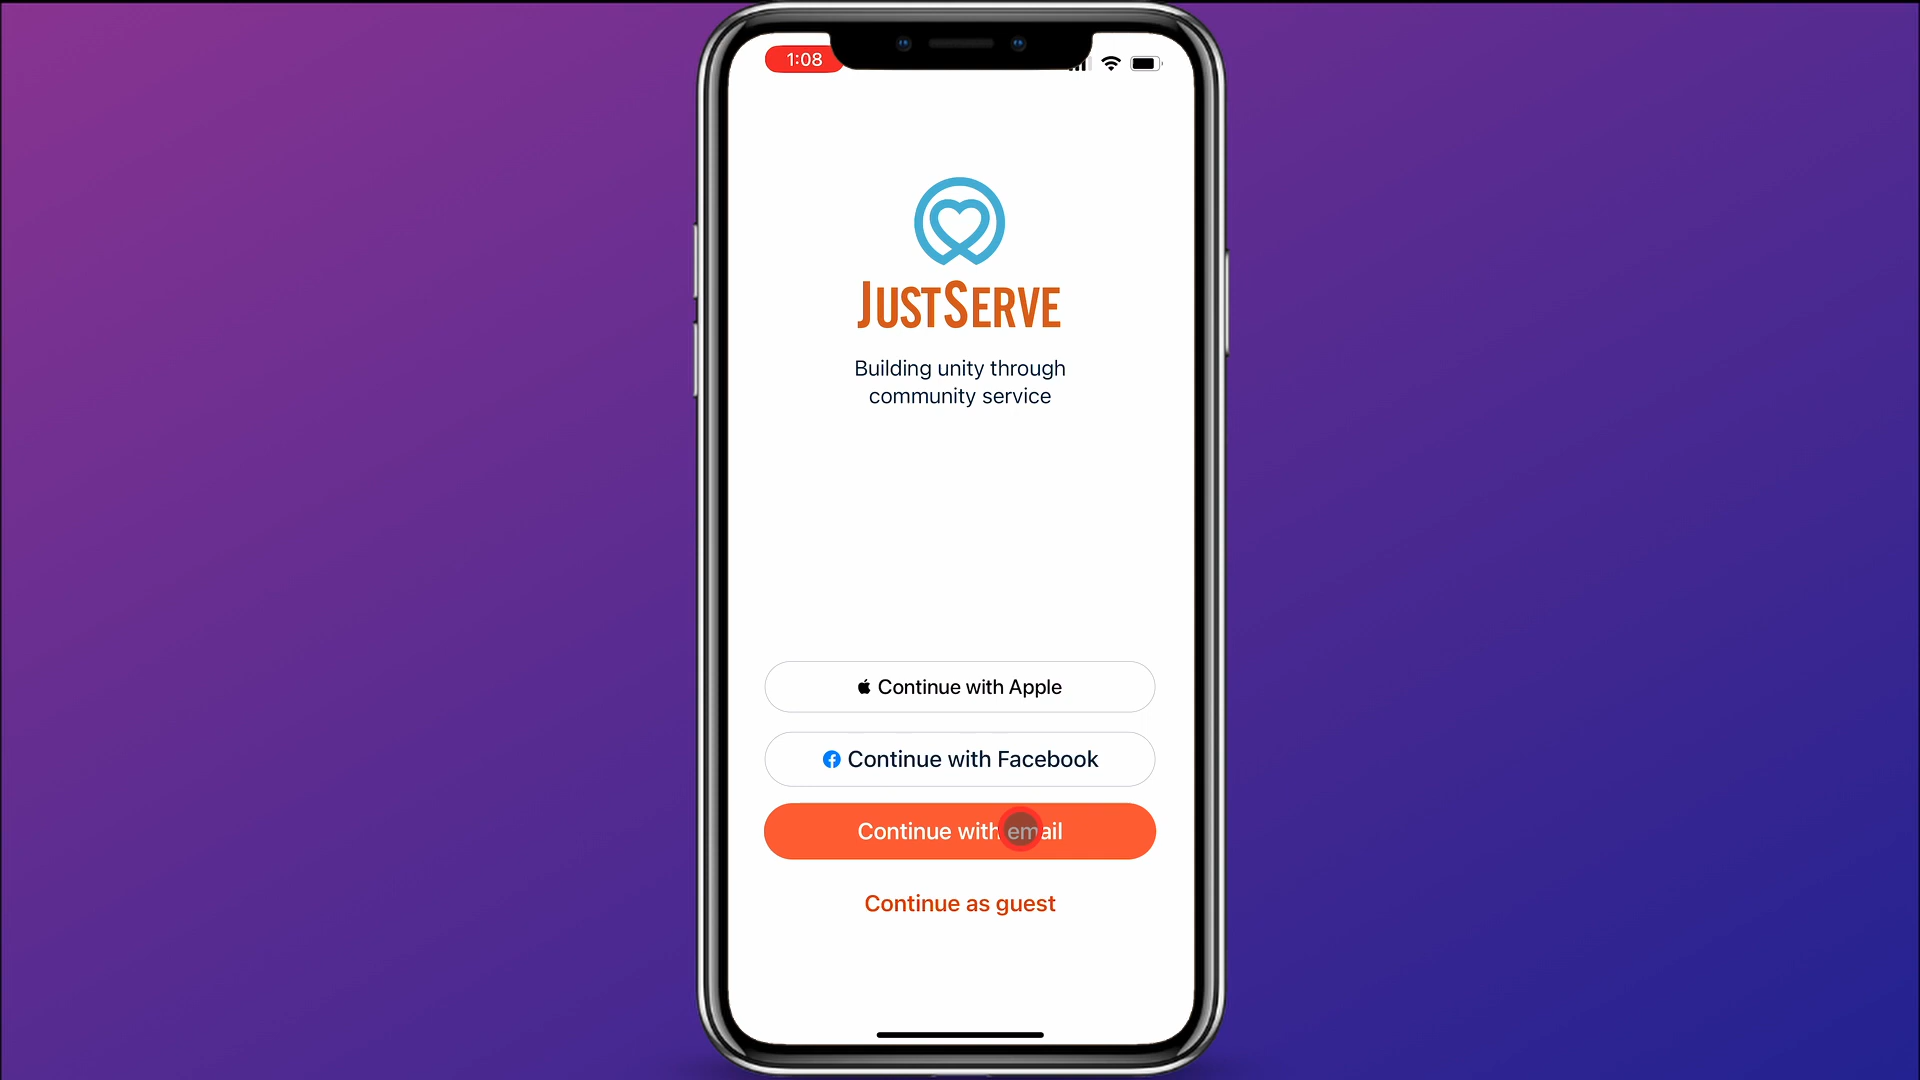 1:08
JUSTSERVE
Building unity through
community service
Continue with Apple
Continue with Facebook
Continue with email
Continue as guest